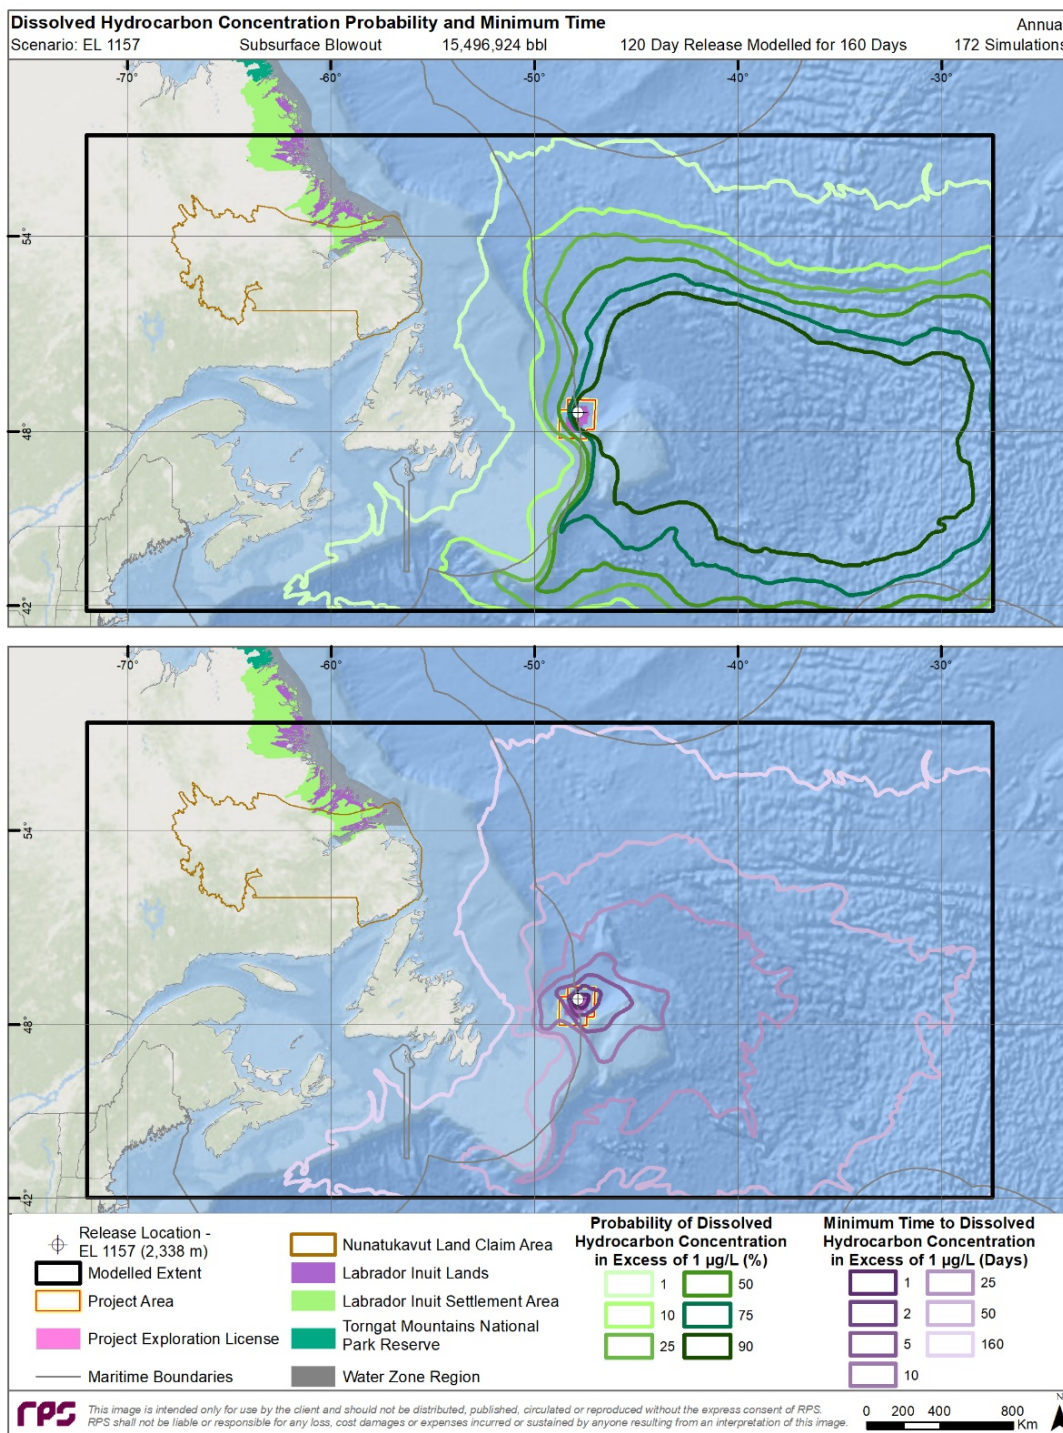 Dissolved Hydrocarbon Concentration Probability and Minimum Time Annual
Scenario: EL 1157 Subsurface Blowout 15,496,924 bbl 120 Day Release Modelled for 160 Days 172 Simulations
-70° -60° -50° -40° -30°
54°
48°
42°
-70° -60° -50° -40° -30°
54°
48°
42°
Release Location -
EL 1157 (2,338 m)
Modelled Extent
Project Area
Project Exploration License
Maritime Boundaries
Nunatukavut Land Claim Area
Labrador Inuit Lands
Labrador Inuit Settlement Area
Torngat Mountains National
Park Reserve
Water Zone Region
Probability of Dissolved
Hydrocarbon Concentration
in Excess of 1 µg/L (%)
1 50
10 75
25 90
Minimum Time to Dissolved
Hydrocarbon Concentration
in Excess of 1 µg/L (Days)
1 25
2 50
5 160
10
rps
This image is intended only for use by the client and should not be distributed, published, circulated or reproduced without the express consent of RPS.
RPS shall not be liable or responsible for any loss, cost damages or expenses incurred or sustained by anyone resulting from an interpretation of this image.
0 200 400 800
Km
N